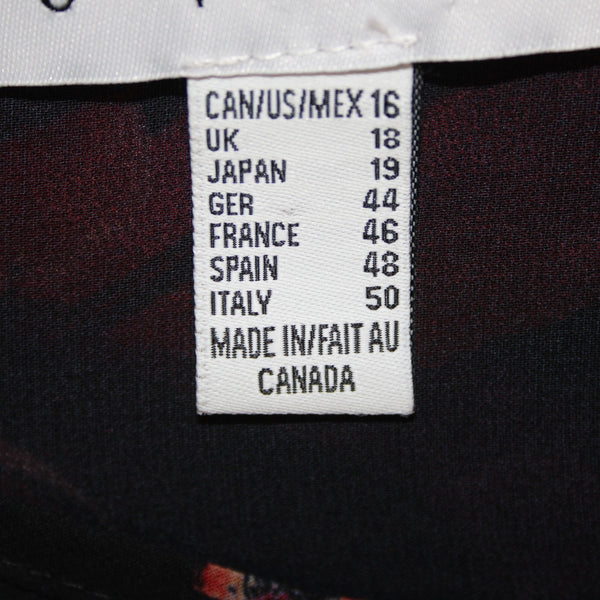 CAN/US/MEX 16
UK 18
JAPAN 19
GER 44
FRANCE 46
SPAIN 48
ITALY 50
MADE IN/FAIT AU
CANADA